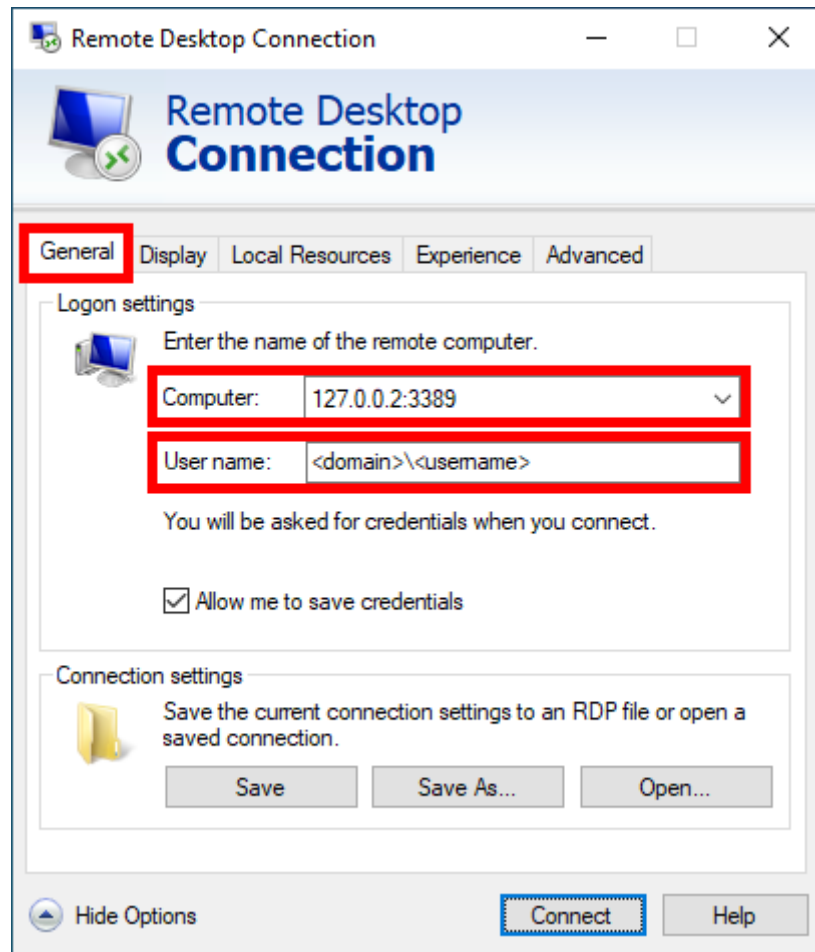 Remote Desktop Connection
Remote Desktop
Connection
General Display Local Resources Experience Advanced
Logon settings
Enter the name of the remote computer.
Computer: 127.0.0.2:3389
User name: <domain>\<username>
You will be asked for credentials when you connect.
Allow me to save credentials
Connection settings
Save the current connection settings to an RDP file or open a
saved connection.
Save Save As... Open...
Hide Options Connect Help